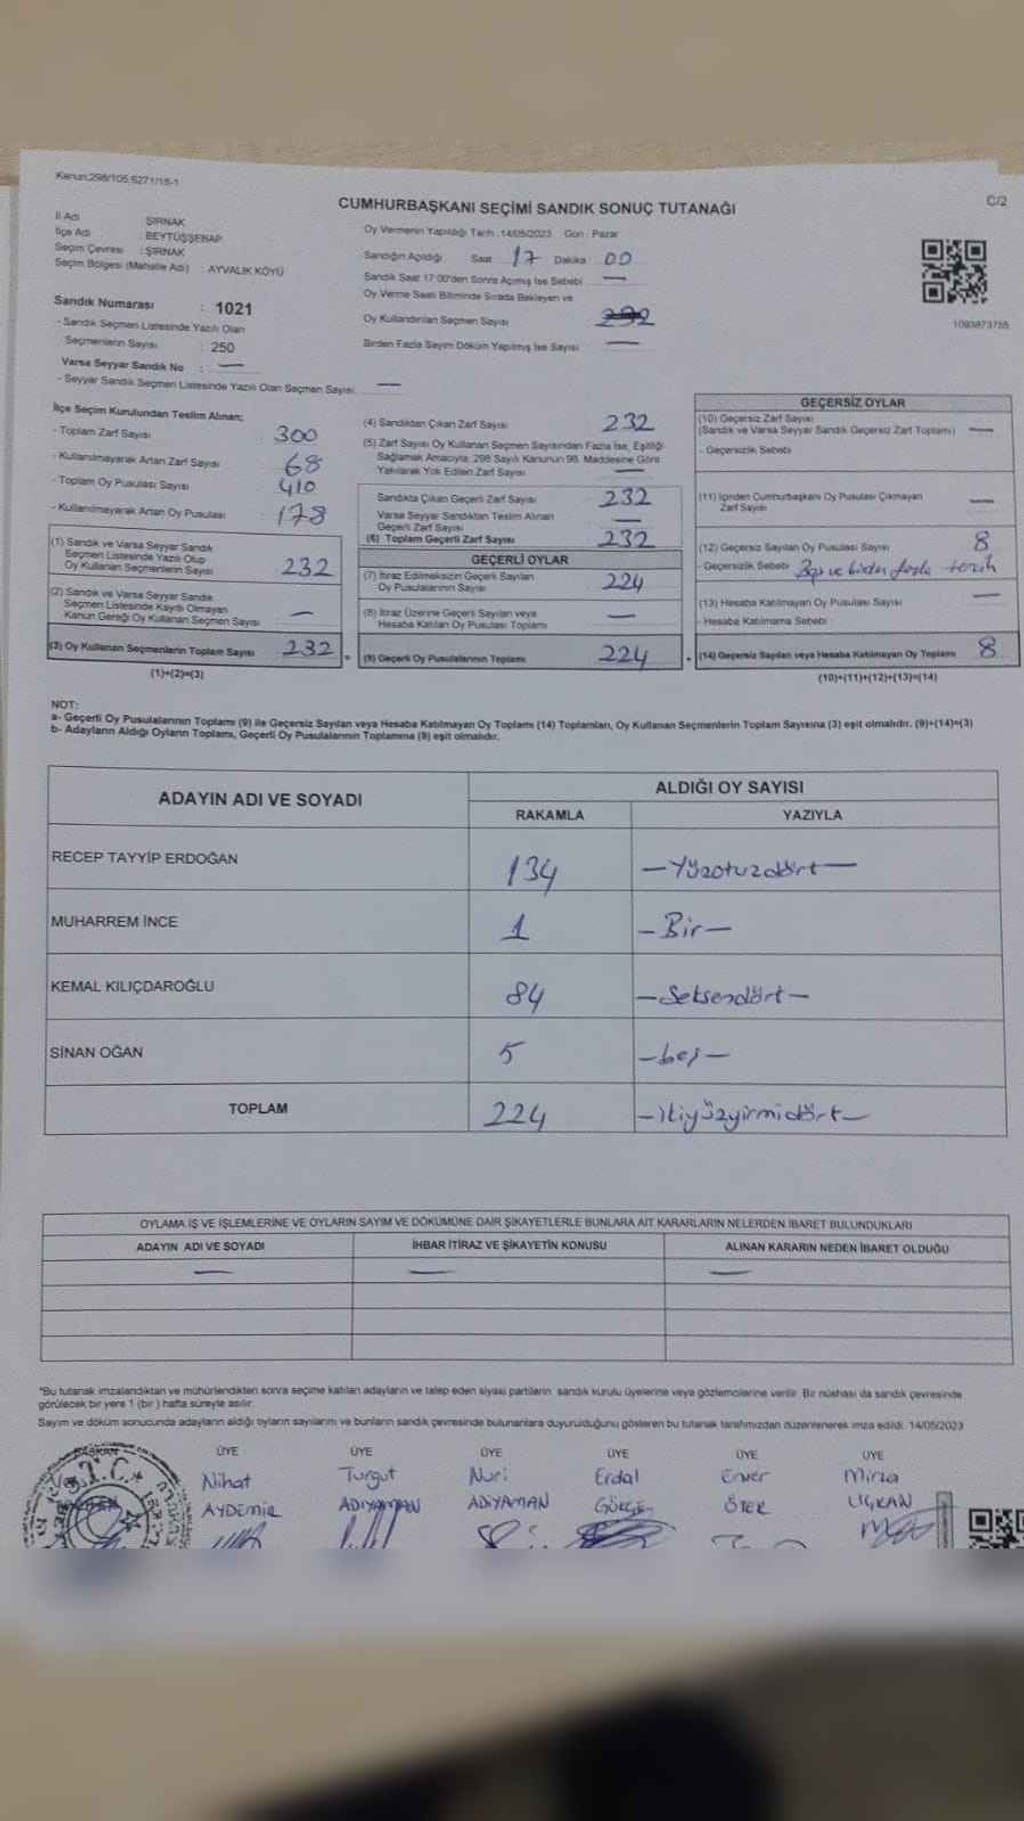 Kanun:298/105,6271/15-1
C/2
CUMHURBAŞKANI SEÇİMİ SANDIK SONUÇ TUTANAĞI
İl Adı ŞIRNAK
İlçe Adı BEYTÜŞŞEBAP
Seçim Çevresi : ŞIRNAK
Seçim Bölgesi (Mahalle Adı) : AYVALIK KÖYÜ
Sandık Numarası : 1021
- Sandık Seçmen Listesinde Yazılı Olan
Seçmenlerin Sayısı : 250
Varsa Seyyar Sandık No : —
- Seyyar Sandık Seçmen Listesinde Yazılı Olan Seçmen Sayısı —
Oy Vermenin Yapıldığı Tarih : 14/05/2023 Gün : Pazar
Sandığın Açıldığı Saat 17 Dakika : 00
Sandık Saat 17:00'den Sonra Açılmış İse Sebebi —
Oy Verme Saati Bitiminde Sırada Bekleyen ve
Oy Kullandırılan Seçmen Sayısı
Birden Fazla Sayım Döküm Yapılmış İse Sayısı —
1093873755
İlçe Seçim Kurulundan Teslim Alınan;
- Toplam Zarf Sayısı 300
- Kullanılmayarak Artan Zarf Sayısı 68
- Toplam Oy Pusulası Sayısı 410
- Kullanılmayarak Artan Oy Pusulası 178
(1) Sandık ve Varsa Seyyar Sandık
Seçmen Listesinde Yazılı Olup
Oy Kullanan Seçmenlerin Sayısı 232
(2) Sandık ve Varsa Seyyar Sandık
Seçmen Listesinde Kayıtlı Olmayan
Kanun Gereği Oy Kullanan Seçmen Sayısı —
(3) Oy Kullanan Seçmenlerin Toplam Sayısı 232
(1)+(2)=(3)
(4) Sandıktan Çıkan Zarf Sayısı 232
(5) Zarf Sayısı Oy Kullanan Seçmen Sayısından Fazla İse, Eşitliği
Sağlamak Amacıyla, 298 Sayılı Kanunun 98. Maddesine Göre
Yakılarak Yok Edilen Zarf Sayısı —
Sandıkta Çıkan Geçerli Zarf Sayısı 232
Varsa Seyyar Sandıktan Teslim Alınan
Geçerli Zarf Sayısı —
(6) Toplam Geçerli Zarf Sayısı 232
GEÇERLİ OYLAR
(7) İtiraz Edilmeksizin Geçerli Sayılan
Oy Pusulalarının Sayısı 224
(8) İtiraz Üzerine Geçerli Sayılan veya
Hesaba Katılan Oy Pusulası Toplamı —
(9) Geçerli Oy Pusulalarının Toplamı 224
GEÇERSİZ OYLAR
(10) Geçersiz Zarf Sayısı
(Sandık ve Varsa Seyyar Sandık Geçersiz Zarf Toplamı) —
- Geçersizlik Sebebi
(11) İçinden Cumhurbaşkanı Oy Pusulası Çıkmayan
Zarf Sayısı —
(12) Geçersiz Sayılan Oy Pusulası Sayısı 8
- Geçersizlik Sebebi ve birden fazla tercih
(13) Hesaba Katılmayan Oy Pusulası Sayısı —
- Hesaba Katılmama Sebebi
(14) Geçersiz Sayılan veya Hesaba Katılmayan Oy Toplamı 8
(10)+(11)+(12)+(13)=(14)
NOT:
a- Geçerli Oy Pusulalarının Toplamı (9) ile Geçersiz Sayılan veya Hesaba Katılmayan Oy Toplamı (14) Toplamları, Oy Kullanan Seçmenlerin Toplam Sayısına (3) eşit olmalıdır. (9)+(14)=(3)
b- Adayların Aldığı Oyların Toplamı, Geçerli Oy Pusulalarının Toplamına (9) eşit olmalıdır.
ADAYIN ADI VE SOYADI ALDIĞI OY SAYISI
RAKAMLA YAZIYLA
RECEP TAYYİP ERDOĞAN 134 —Yüzotuzdört—
MUHARREM İNCE 1 —Bir—
KEMAL KILIÇDAROĞLU 84 —Seksendört—
SİNAN OĞAN 5 —beş—
TOPLAM 224 —ikiyüzyirmidört—
OYLAMA İŞ VE İŞLEMLERİNE VE OYLARIN SAYIM VE DÖKÜMÜNE DAİR ŞİKAYETLERLE BUNLARA AİT KARARLARIN NELERDEN İBARET BULUNDUKLARI
ADAYIN ADI VE SOYADI İHBAR İTİRAZ VE ŞİKAYETİN KONUSU ALINAN KARARIN NEDEN İBARET OLDUĞU
— — —
"Bu tutanak imzalandıktan ve mühürlendikten sonra seçime katılan adayların ve talep eden siyasi partilerin sandık kurulu üyelerine veya gözlemcilerine verilir. Bir nüshası da sandık çevresinde
görülecek bir yere 1 (bir) hafta süreyle asılır.
Sayım ve döküm sonucunda adayların aldığı oyların sayılarını ve bunların sandık çevresinde bulunanlara duyurulduğunu gösteren bu tutanak tarafımızdan düzenlenerek imza edildi. 14/05/2023
BAŞKAN ÜYE ÜYE ÜYE ÜYE ÜYE ÜYE
T.C. Nihat Turgut Nuri Erdal Enver Mirza
AYDEMİR ADIYAMAN ADIYAMAN GÖKÇE ÖTER UÇKAN